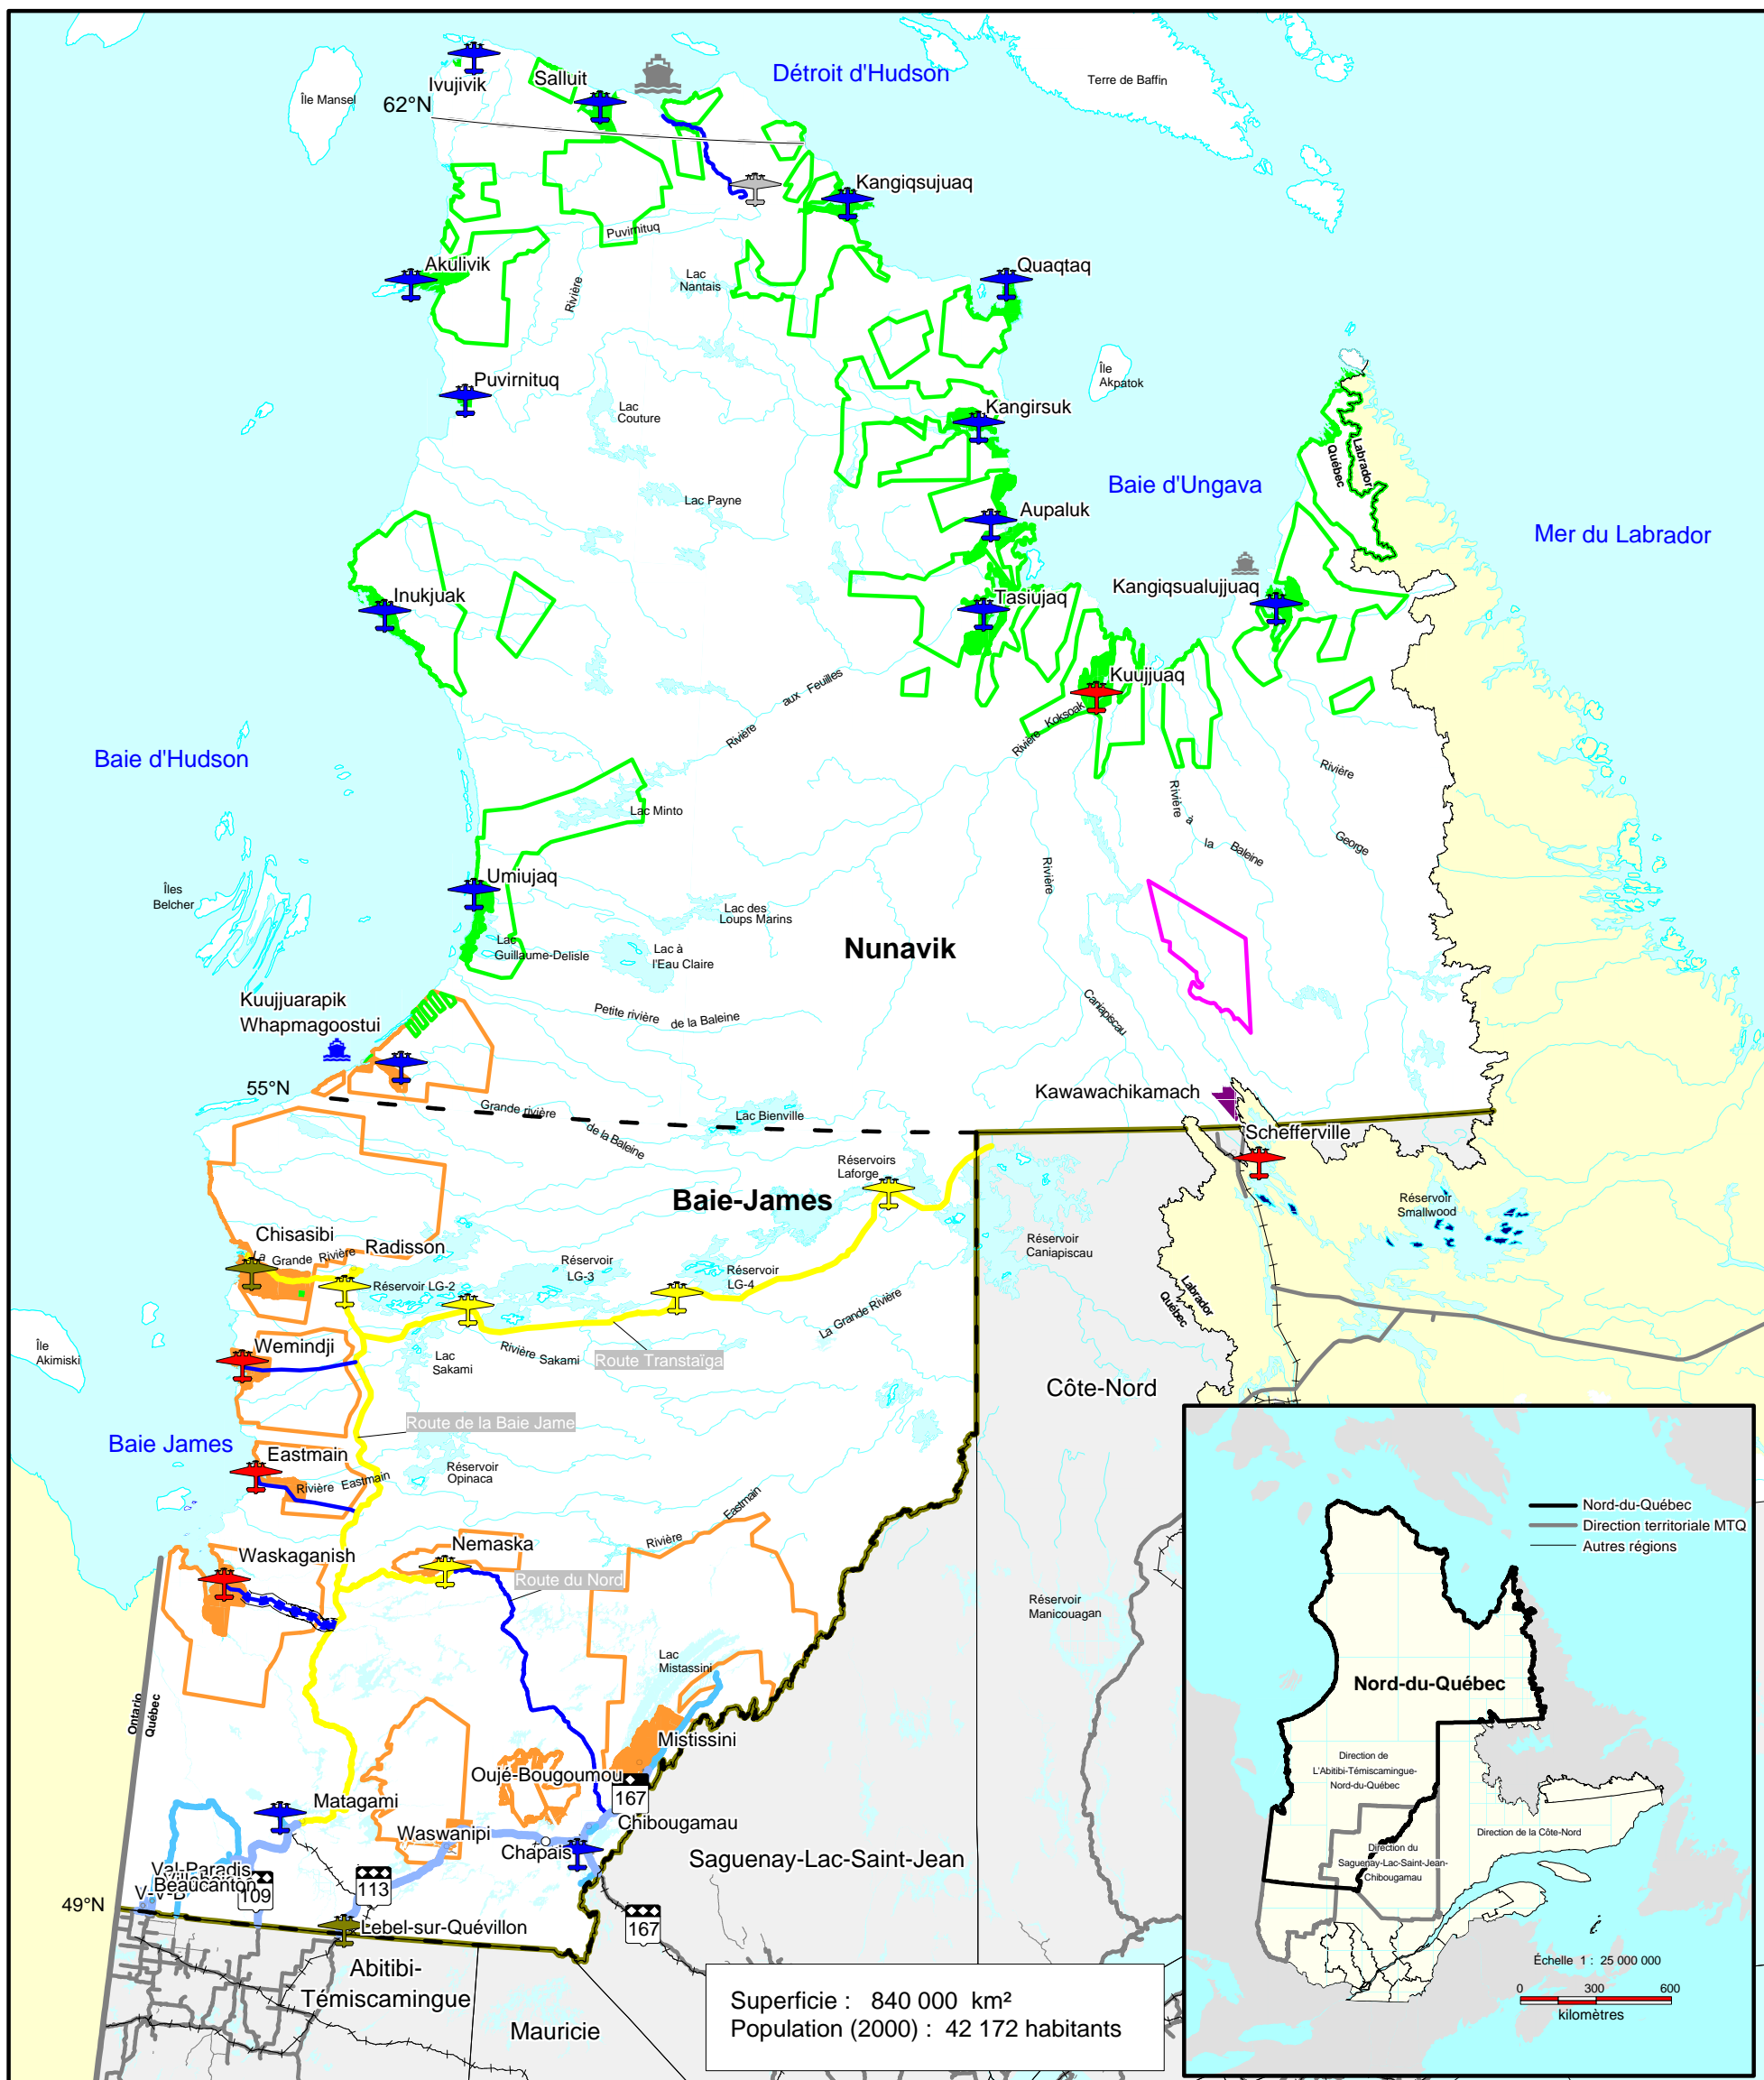 Ivujivik
Salluit
Détroit d'Hudson
Terre de Baffin
Île Mansel
62°N
Kangiqsujuaq
Puvirnituq
Rivière
Akulivik
Lac
Nantais
Quaqtaq
Puvirnituq
Île
Akpatok
Lac
Couture
Kangirsuk
Québec
Labrador
Baie d'Ungava
Lac Payne
Aupaluk
Mer du Labrador
Kangiqsualujjuaq
Inukjuak
Tasiujaq
Kuujjuaq
Rivière aux Feuilles
Rivière Koksoak
Baie d'Hudson
Rivière
George
Lac Minto
Rivière à la Baleine
Umiujaq
Îles
Belcher
Rivière
Caniapiscau
Lac des
Loups Marins
Lac
Guillaume-Delisle
Lac à
l'Eau Claire
Nunavik
Kuujjuarapik
Whapmagoostui
Petite rivière de la Baleine
55°N
Grande rivière
de la Baleine
Lac Bienville
Kawawachikamach
Schefferville
Réservoirs
Laforge
Baie-James
Réservoir
Smallwood
Chisasibi
La Grande Rivière
Radisson
Réservoir LG-2
Réservoir
LG-3
Réservoir
LG-4
Réservoir
Caniapiscau
La Grande Rivière
Labrador
Québec
Île
Akimiski
Wemindji
Lac
Sakami
Rivière Sakami
Route Transtaïga
Côte-Nord
Route de la Baie Jame
Baie James
Eastmain
Rivière Eastmain
Réservoir
Opinaca
Rivière Eastmain
Waskaganish
Nemaska
Route du Nord
Réservoir
Manicouagan
Lac
Mistassini
Ontario
Québec
Mistissini
Oujé-Bougoumou
167
Matagami
Chibougamau
Waswanipi
Chapais
Saguenay-Lac-Saint-Jean
Val-Paradis
Beaucanton
V-V-B
109
113
49°N
167
Lebel-sur-Quévillon
Abitibi-
Témiscamingue
Mauricie
Superficie : 840 000 km²
Population (2000) : 42 172 habitants
Nord-du-Québec
Direction territoriale MTQ
Autres régions
Nord-du-Québec
Direction de
L'Abitibi-Témiscamingue-
Nord-du-Québec
Direction de la Côte-Nord
Direction du
Saguenay-Lac-Saint-Jean-
Chibougamau
Échelle 1 : 25 000 000
0 300 600
kilomètres